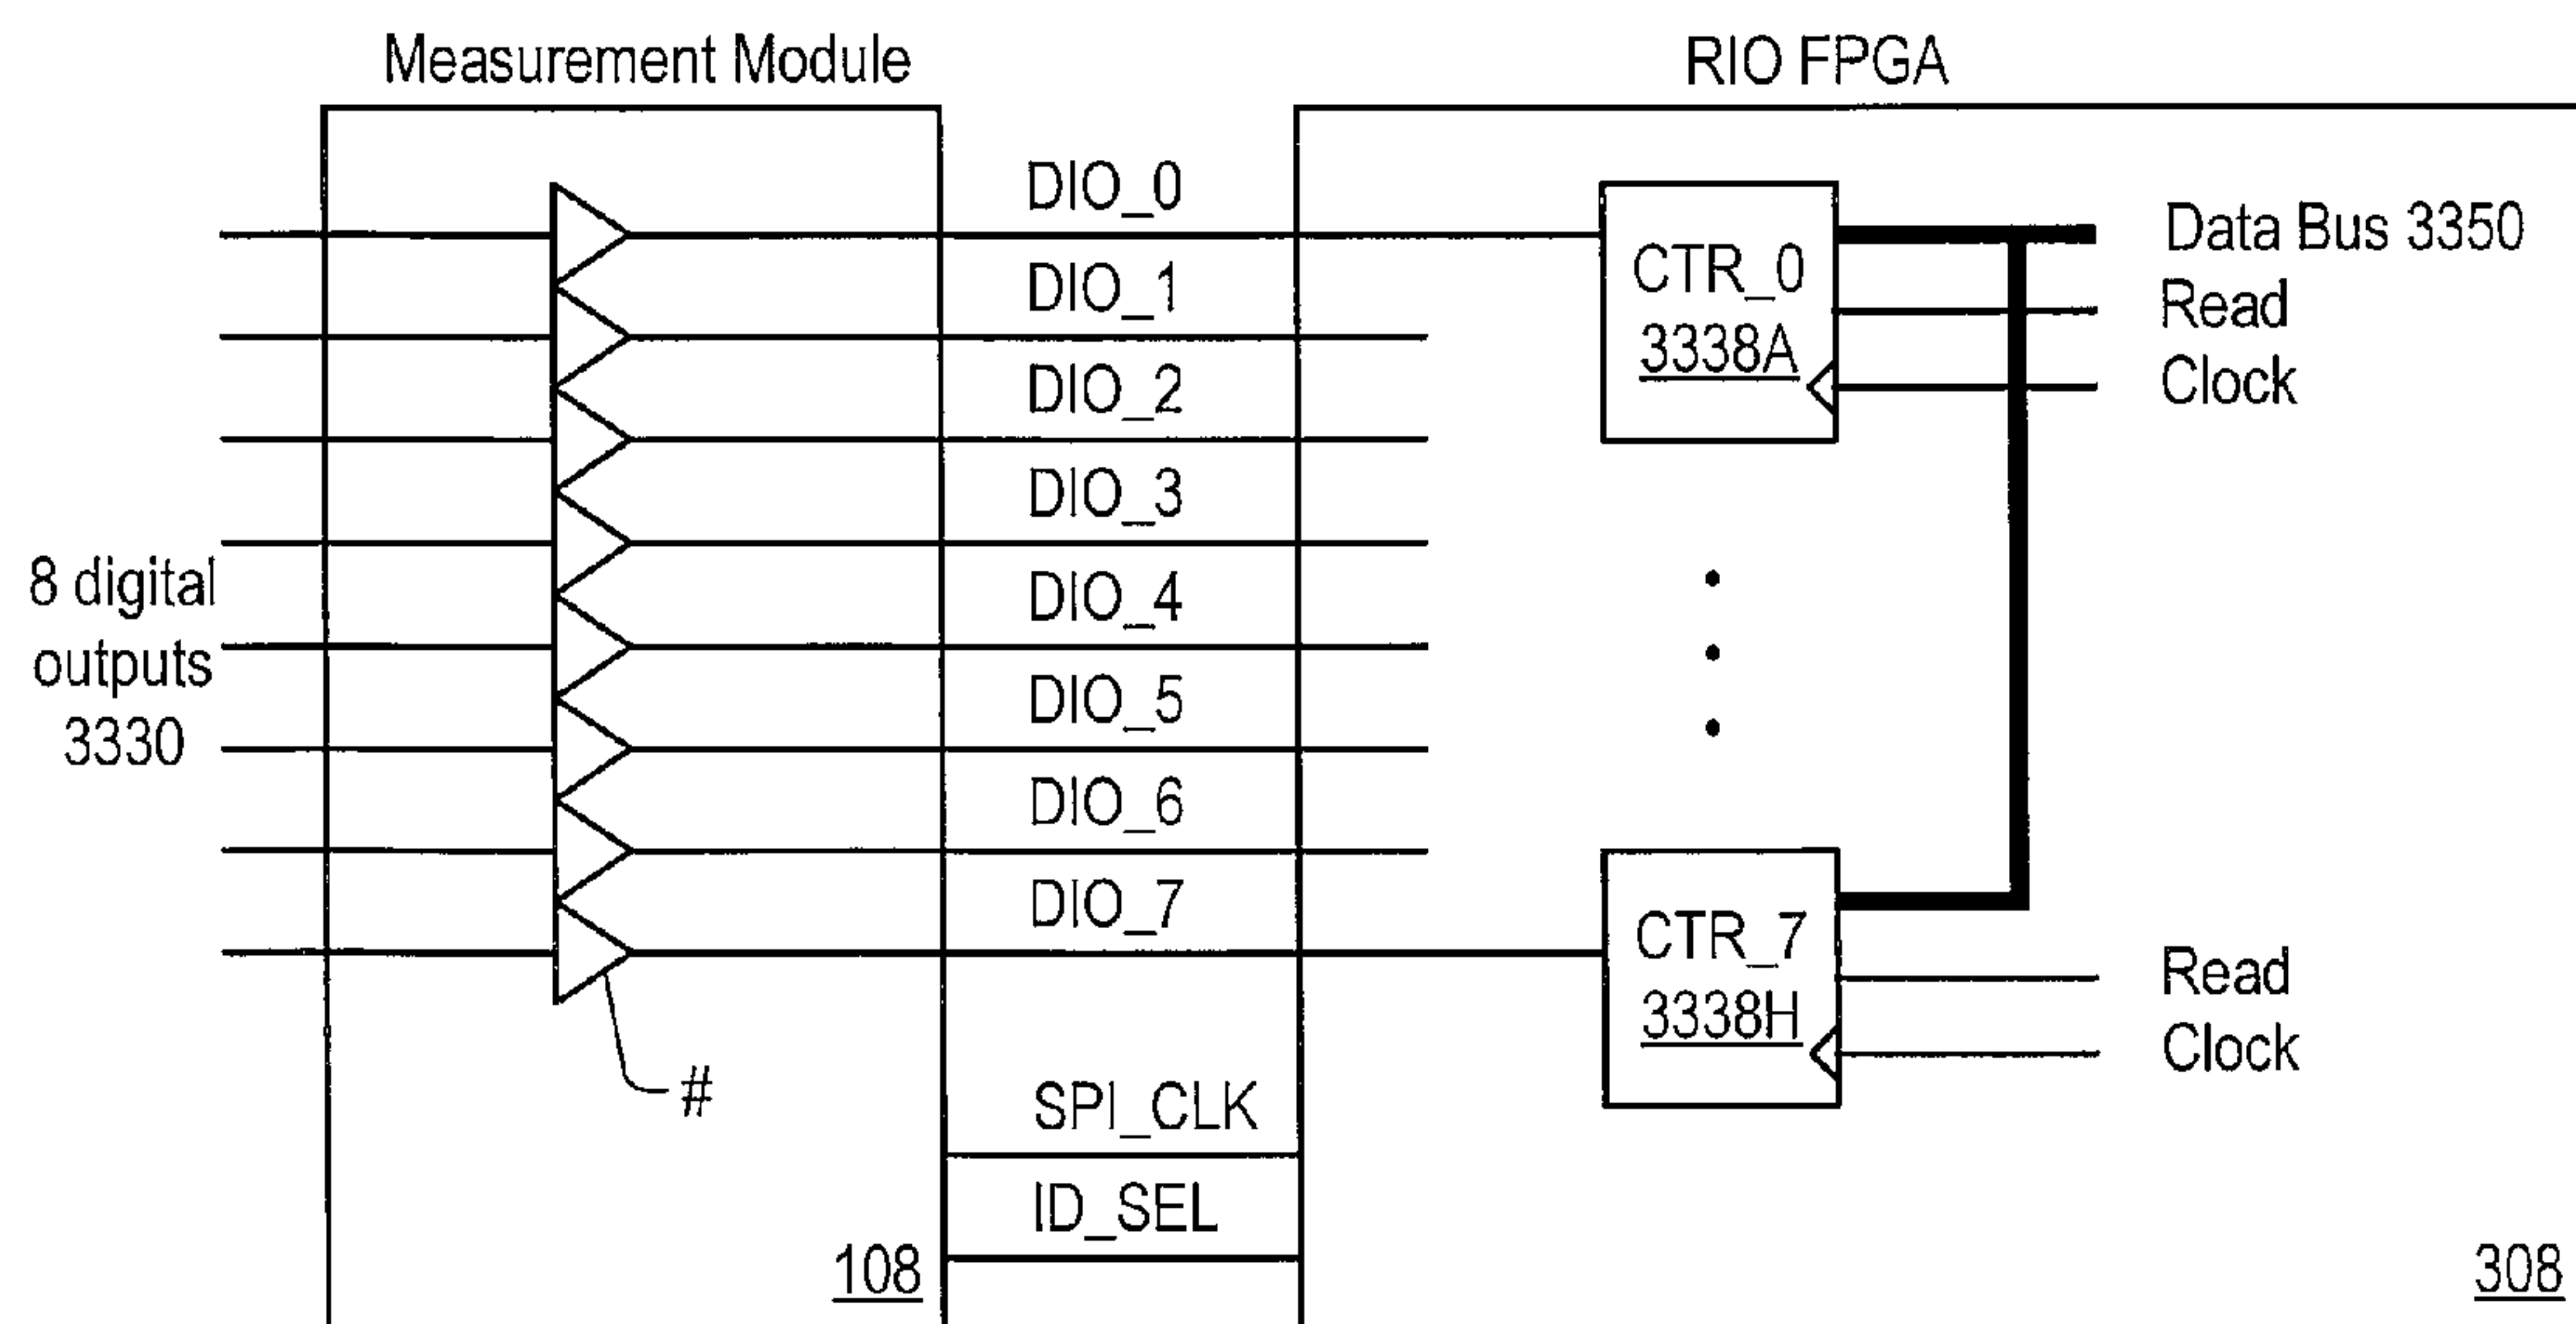 Measurement Module
RIO FPGA
DIO_0
DIO_1
DIO_2
DIO_3
DIO_4
DIO_5
DIO_6
DIO_7
8 digital
outputs
3330
CTR_0
3338A
Data Bus 3350
Read
Clock
CTR_7
3338H
Read
Clock
#
SPI_CLK
ID_SEL
108
308